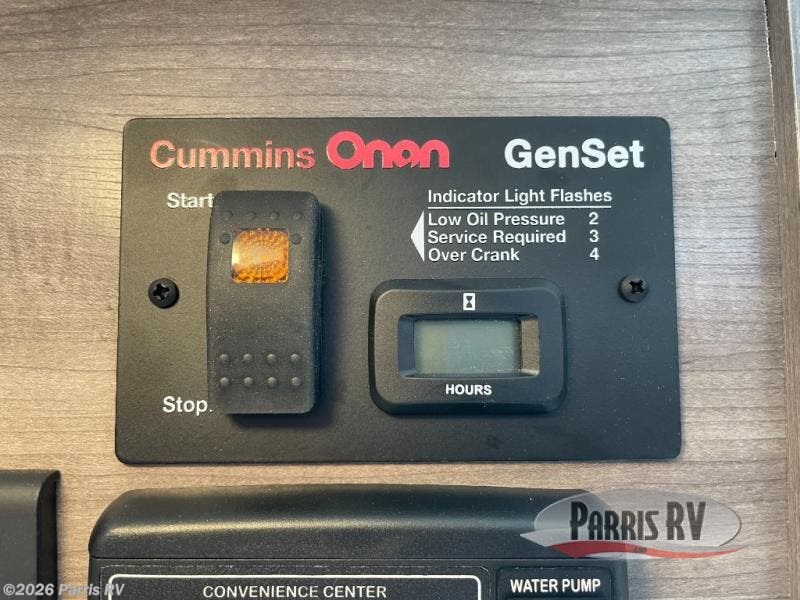 Cummins Onan GenSet
Start
Indicator Light Flashes
Low Oil Pressure 2
Service Required 3
Over Crank 4
HOURS
Stop
PARRIS RV
CONVENIENCE CENTER
WATER PUMP
©2026 Parris RV